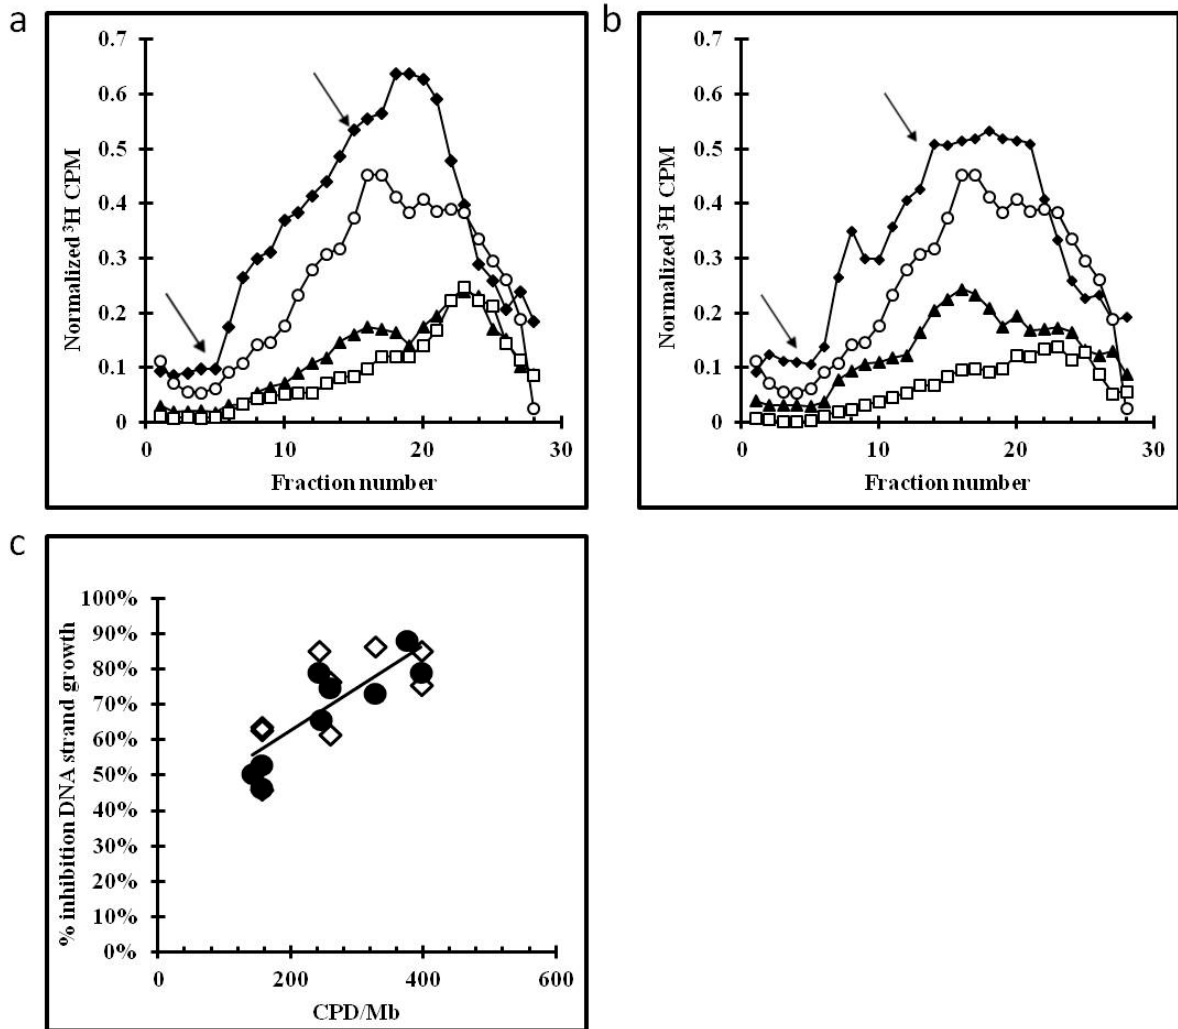 a
0.7
0.6
0.5
0.4
0.3
0.2
0.1
0
Normalized ³H CPM
0 10 20 30
Fraction number
b
0.7
0.6
0.5
0.4
0.3
0.2
0.1
0
Normalized ³H CPM
0 10 20 30
Fraction number
c
100%
90%
80%
70%
60%
50%
40%
30%
20%
10%
0%
% inhibition DNA strand growth
0 200 400 600
CPD/Mb